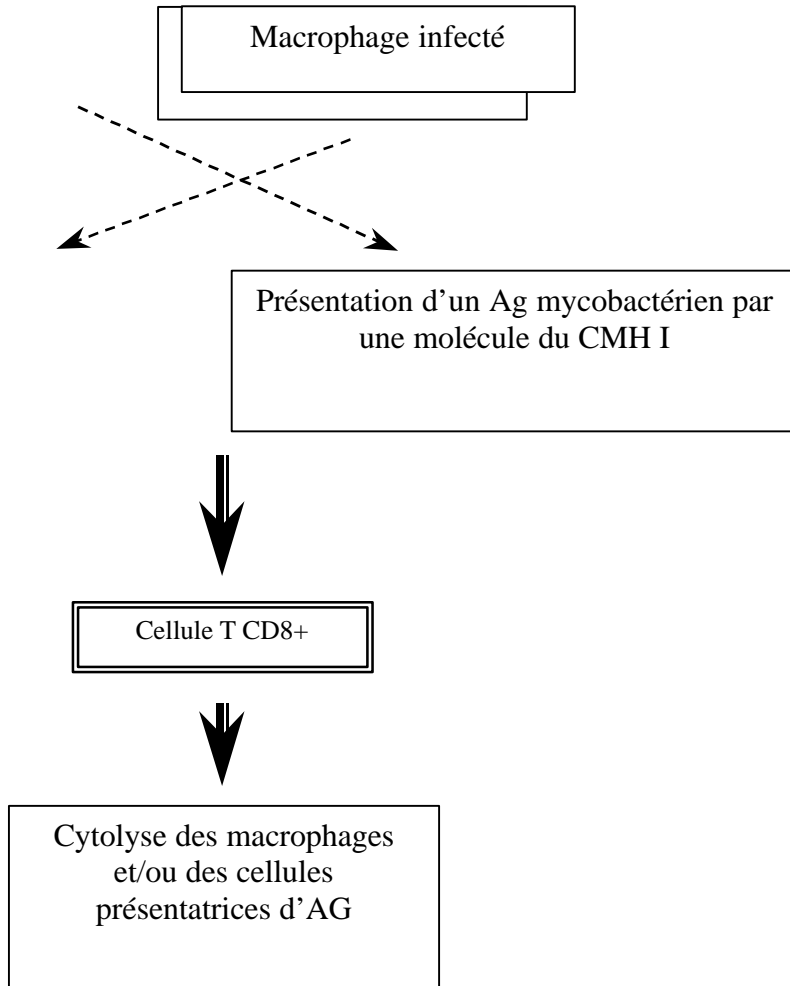 Macrophage infecté
Présentation d’un Ag mycobactérien par
une molécule du CMH I
Cellule T CD8+
Cytolyse des macrophages
et/ou des cellules
présentatrices d’AG